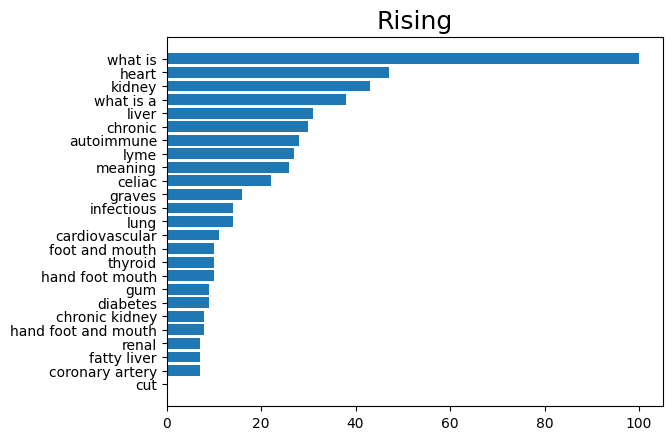 Rising
what is
heart
kidney
what is a
liver
chronic
autoimmune
lyme
meaning
celiac
graves
infectious
lung
cardiovascular
foot and mouth
thyroid
hand foot mouth
gum
diabetes
chronic kidney
hand foot and mouth
renal
fatty liver
coronary artery
cut
0 20 40 60 80 100